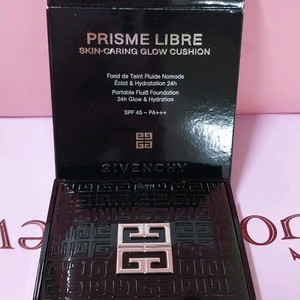 PRISME LIBRE
SKIN-CARING GLOW CUSHION
Fond de Teint Fluide Nomade
Éclat & Hydratation 24h
Portable Fluid Foundation
24h Glow & Hydration
SPF 45 – PA+++
GIVENCHY